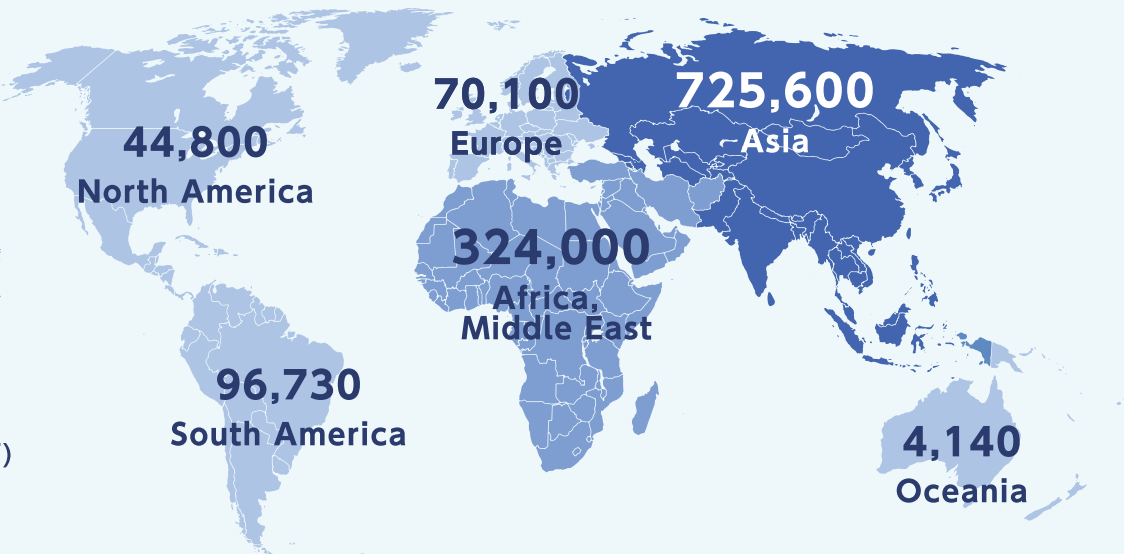 70,100
Europe
725,600
Asia
44,800
North America
324,000
Africa,
Middle East
96,730
South America
4,140
Oceania
)